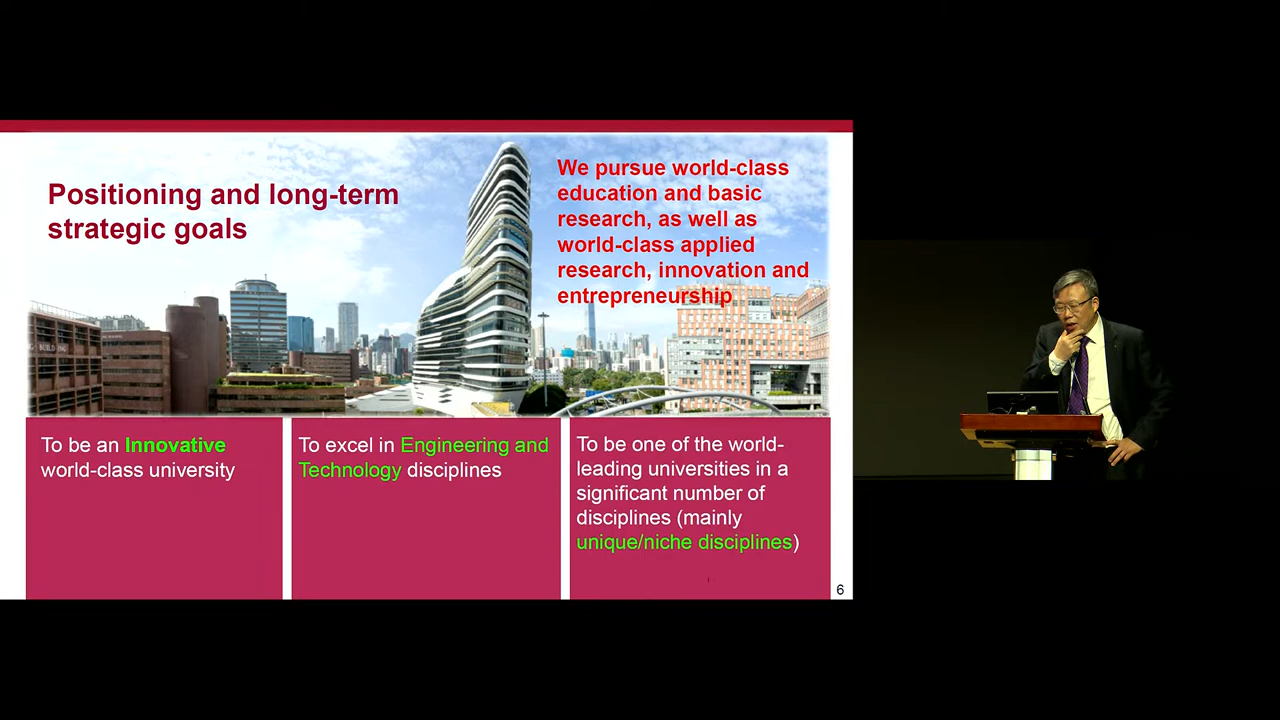 Positioning and long-term
strategic goals
We pursue world-class
education and basic
research, as well as
world-class applied
research, innovation and
entrepreneurship
To be an Innovative
world-class university
To excel in Engineering and
Technology disciplines
To be one of the world-
leading universities in a
significant number of
disciplines (mainly
unique/niche disciplines)
6